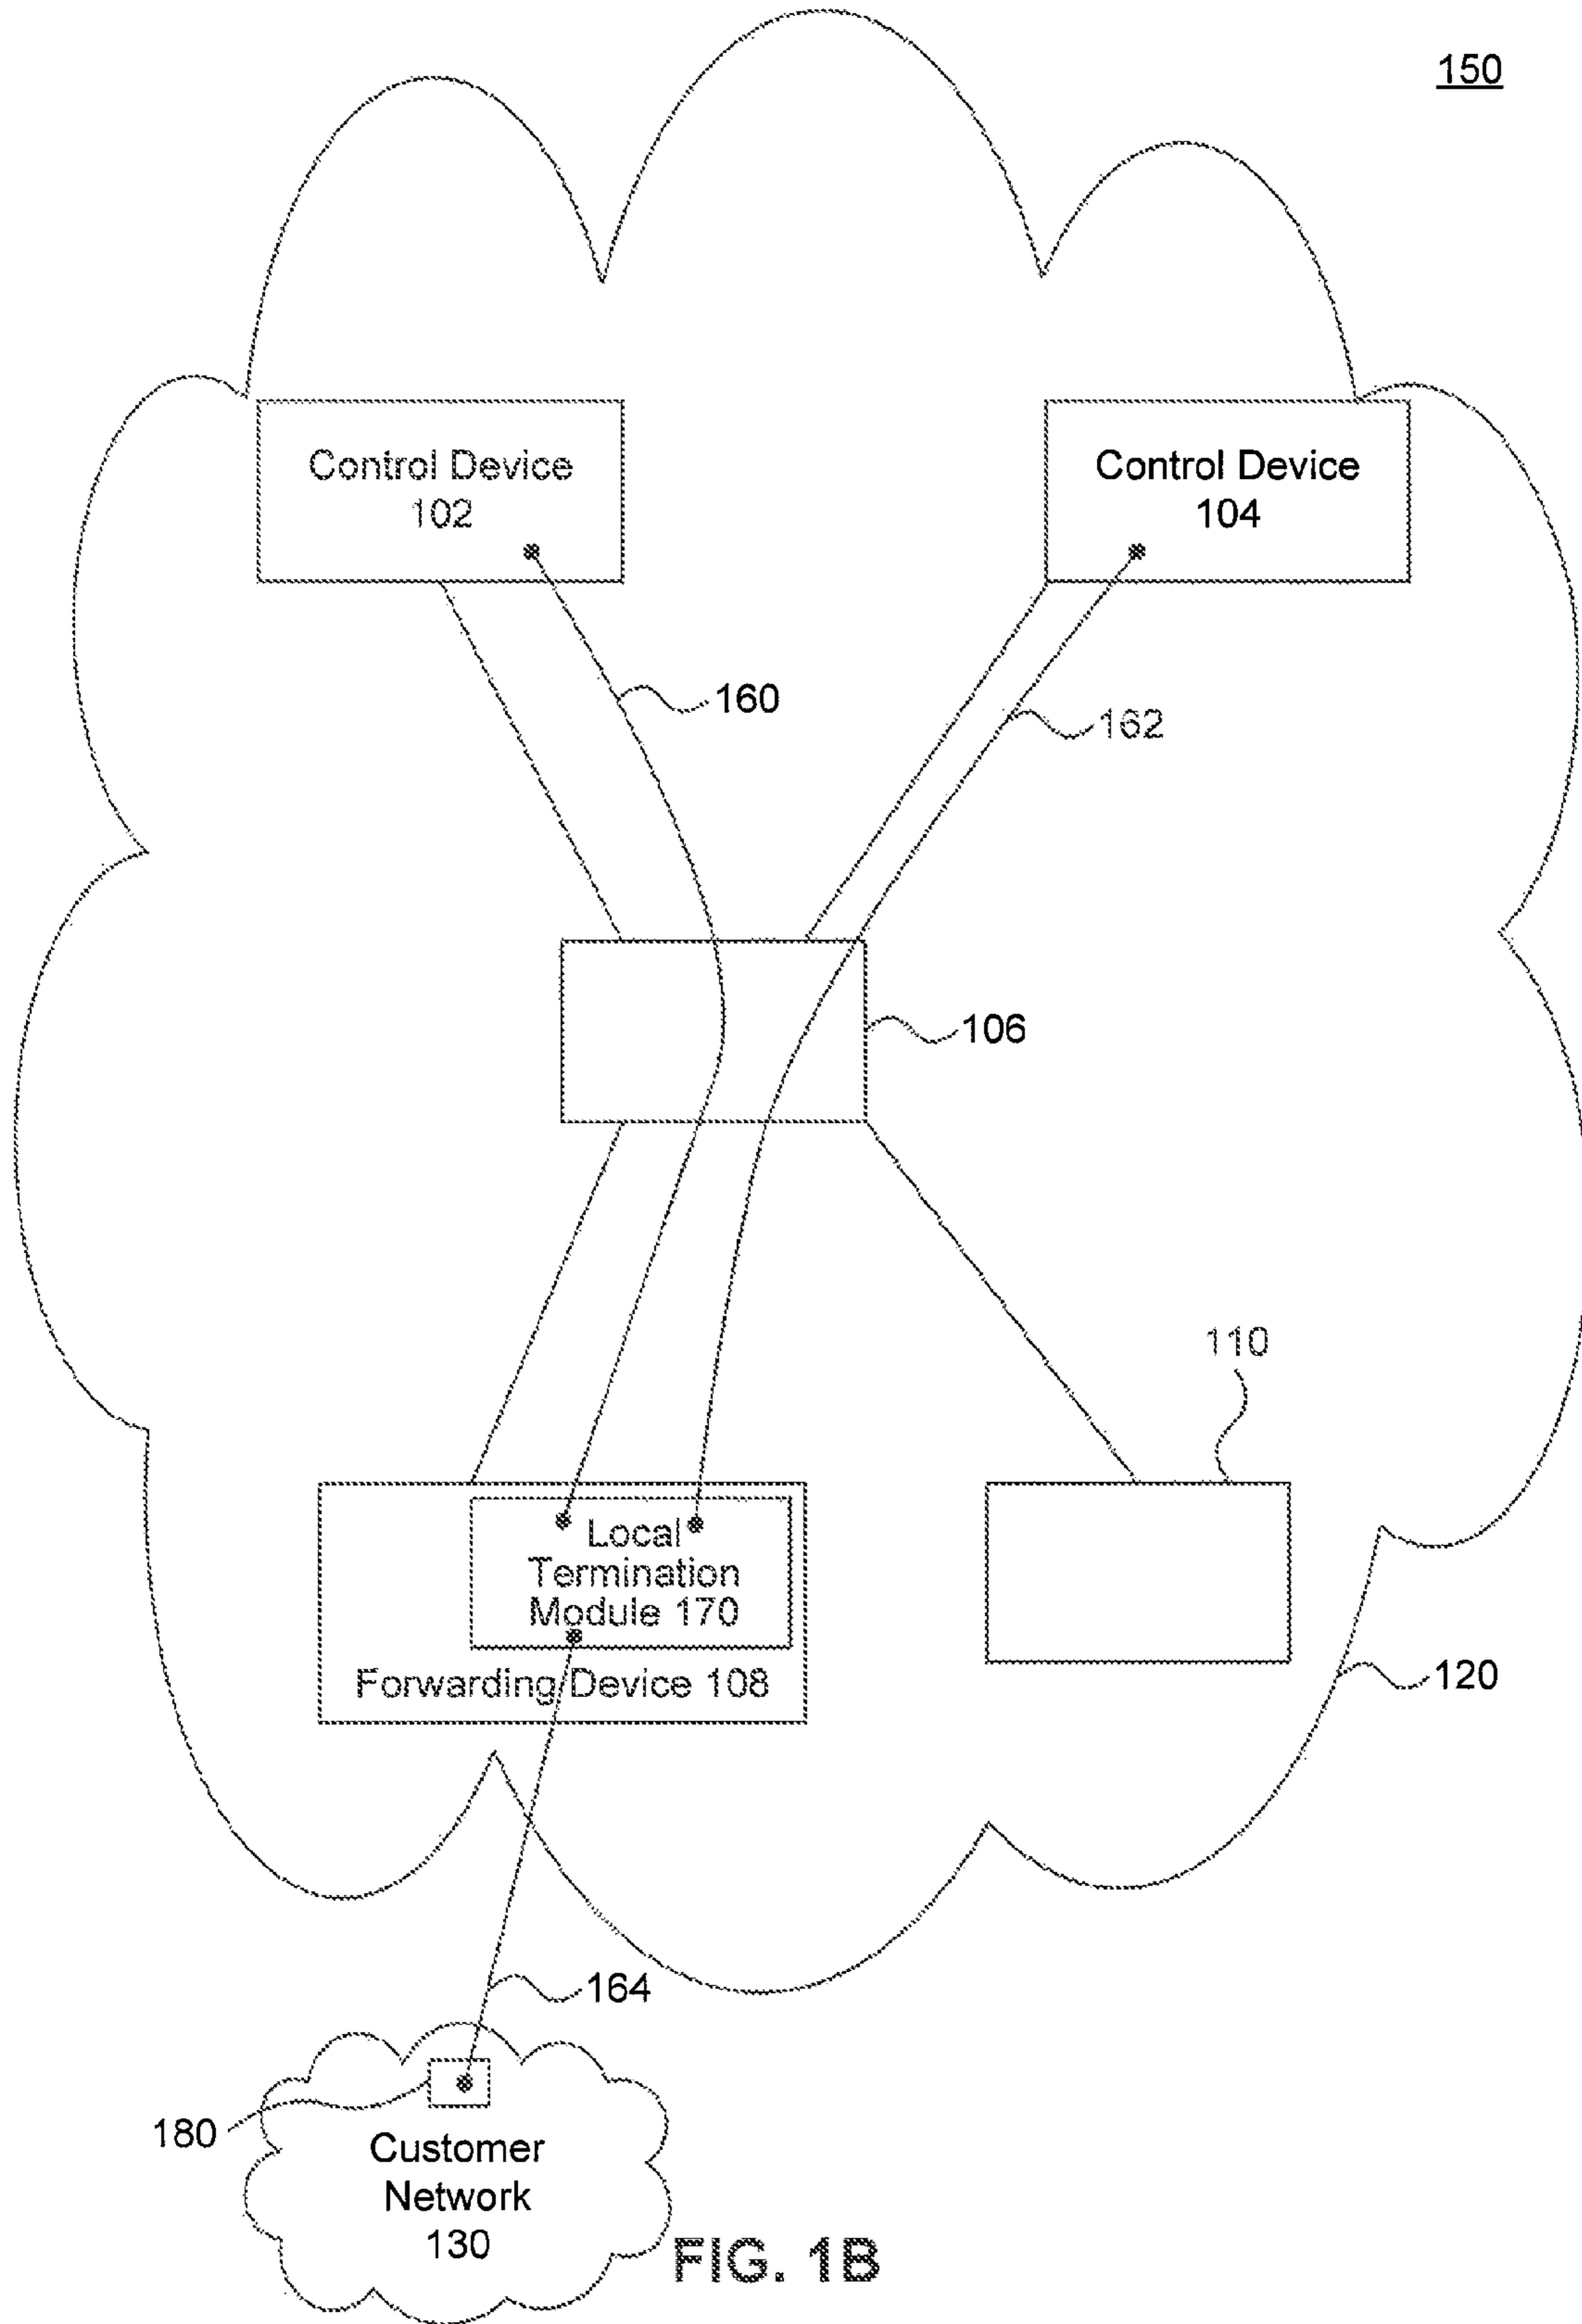 150
Control Device
102
Control Device
104
160
162
106
110
Local
Termination
Module 170
Forwarding Device 108
120
164
180
Customer
Network
130
FIG. 1B